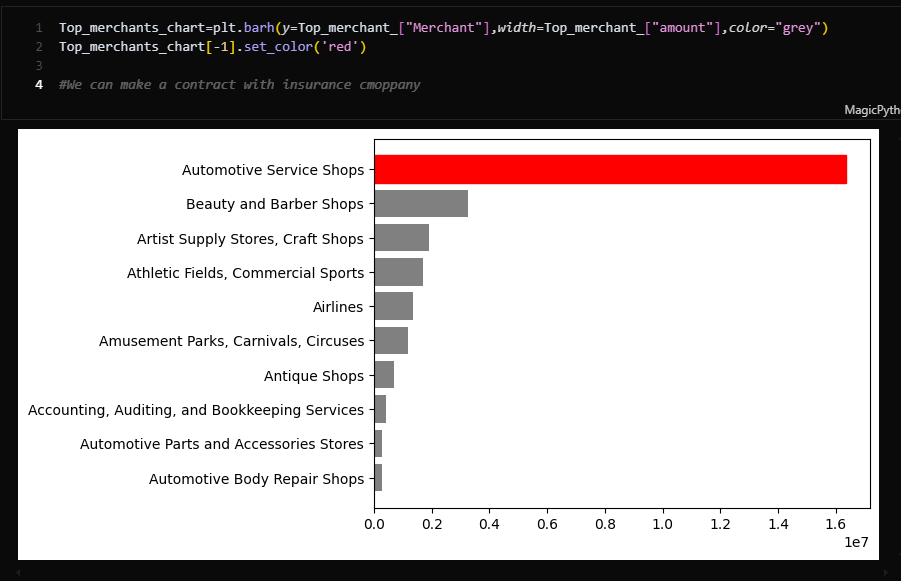 1 Top_merchants_chart=plt.barh(y=Top_merchant_["Merchant"],width=Top_merchant_["amount"],color="grey")
2 Top_merchants_chart[-1].set_color('red')
3
4 #We can make a contract with insurance cmoppany
MagicPytho
Automotive Service Shops
Beauty and Barber Shops
Artist Supply Stores, Craft Shops
Athletic Fields, Commercial Sports
Airlines
Amusement Parks, Carnivals, Circuses
Antique Shops
Accounting, Auditing, and Bookkeeping Services
Automotive Parts and Accessories Stores
Automotive Body Repair Shops
0.0 0.2 0.4 0.6 0.8 1.0 1.2 1.4 1.6
1e7